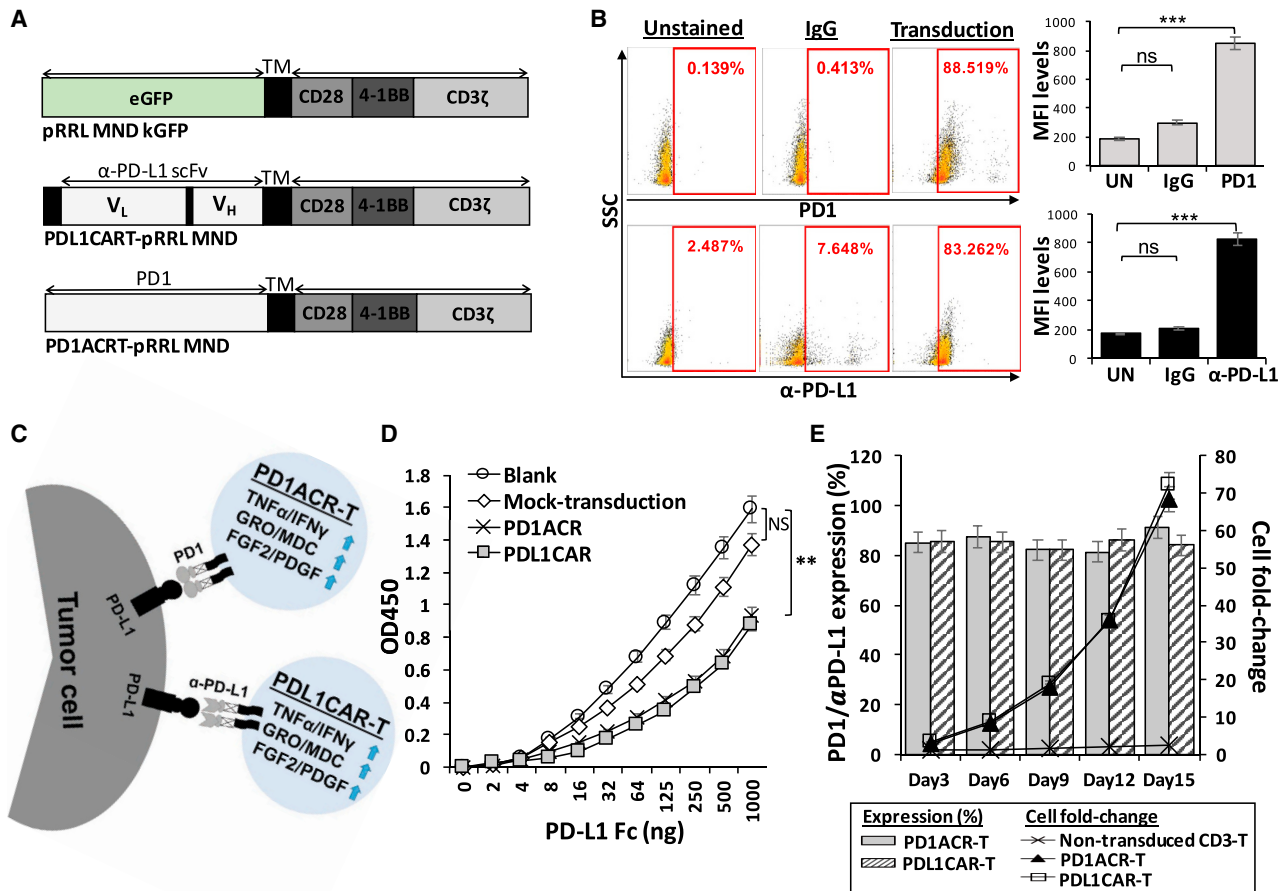 A
TM
eGFP
CD28
4-1BB
CD3ζ
pRRL MND kGFP
α-PD-L1 scFv
TM
VL
VH
CD28
4-1BB
CD3ζ
PDL1CART-pRRL MND
PD1
TM
CD28
4-1BB
CD3ζ
PD1ACRT-pRRL MND
B
Unstained
IgG
Transduction
0.139%
0.413%
88.519%
PD1
SSC
2.487%
7.648%
83.262%
α-PD-L1
MFI levels
1000
800
600
400
200
0
***
ns
UN
IgG
PD1
MFI levels
1000
800
600
400
200
0
***
ns
UN
IgG
α-PD-L1
C
Tumor cell
PD-L1
PD1
PD1ACR-T
TNFα/IFNγ
GRO/MDC
FGF2/PDGF
PD-L1
α-PD-L1
PDL1CAR-T
TNFα/IFNγ
GRO/MDC
FGF2/PDGF
D
OD450
1.8
1.6
1.4
1.2
1
0.8
0.6
0.4
0.2
0
Blank
Mock-transduction
PD1ACR
PDL1CAR
NS
**
0
2
4
8
16
32
64
125
250
500
1000
PD-L1 Fc (ng)
E
PD1/αPD-L1 expression (%)
120
100
80
60
40
20
0
80
70
60
50
40
30
20
10
0
Cell fold-change
Day3
Day6
Day9
Day12
Day15
Expression (%)
PD1ACR-T
PDL1CAR-T
Cell fold-change
Non-transduced CD3-T
PD1ACR-T
PDL1CAR-T